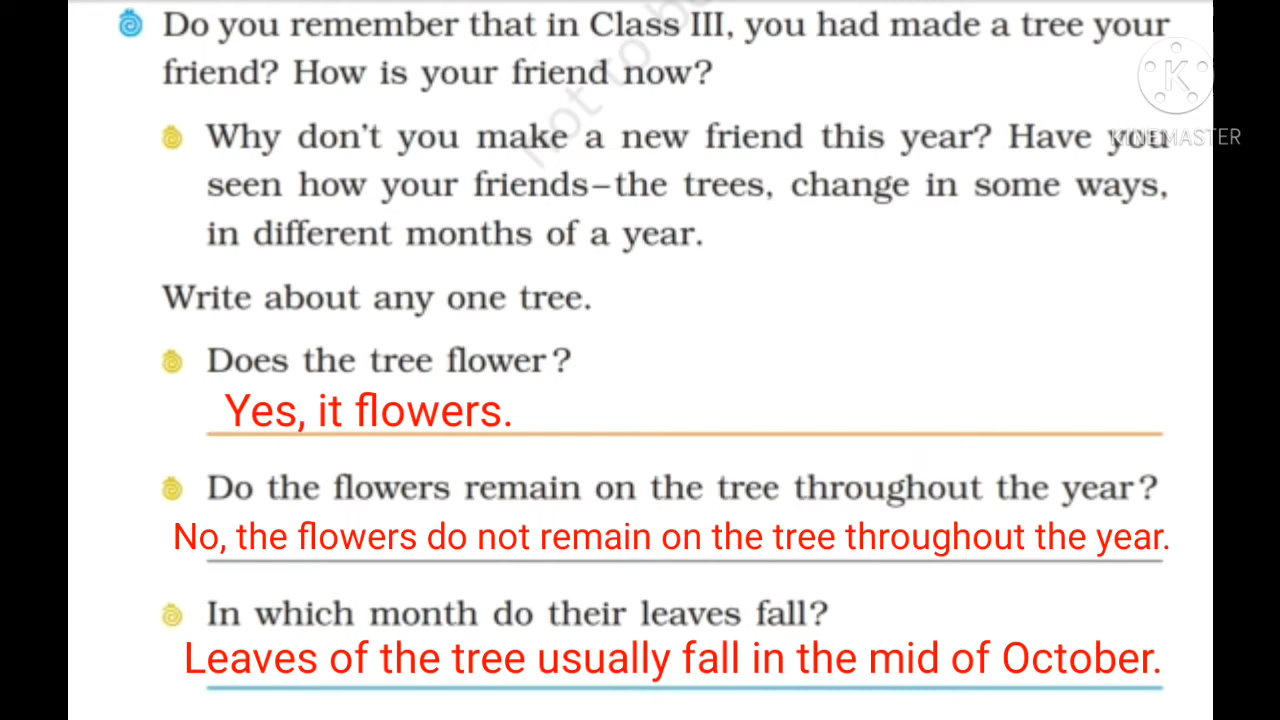 Do you remember that in Class III, you had made a tree your
friend? How is your friend now?
Why don't you make a new friend this year? Have you
seen how your friends–the trees, change in some ways,
in different months of a year.
Write about any one tree.
Does the tree flower?
Yes, it flowers.
Do the flowers remain on the tree throughout the year?
No, the flowers do not remain on the tree throughout the year.
In which month do their leaves fall?
Leaves of the tree usually fall in the mid of October.
K
KINEMASTER
not to be